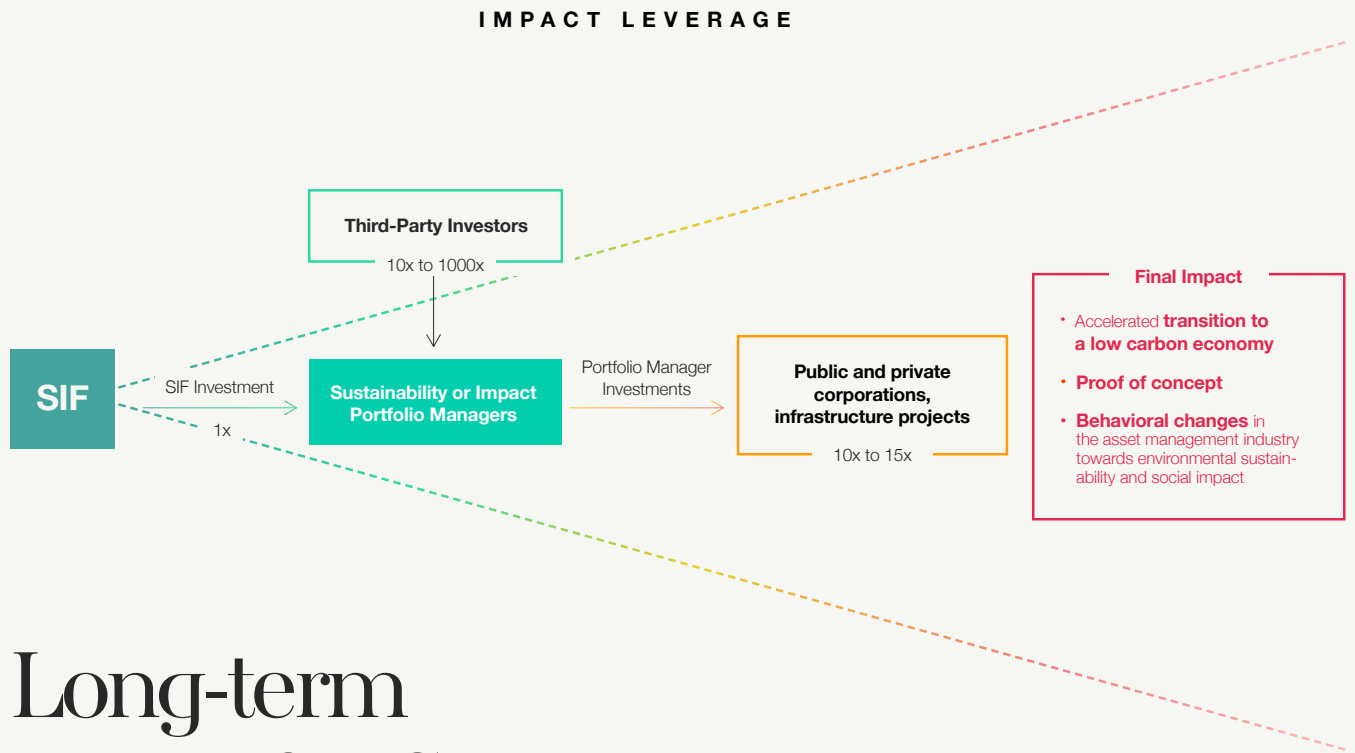 IMPACT LEVERAGE
Third-Party Investors
10x to 1000x
SIF
SIF Investment
1x
Sustainability or Impact
Portfolio Managers
Portfolio Manager
Investments
Public and private
corporations,
infrastructure projects
10x to 15x
Final Impact
• Accelerated transition to
a low carbon economy
• Proof of concept
• Behavioral changes in
the asset management industry
towards environmental sustain-
ability and social impact
Long-term